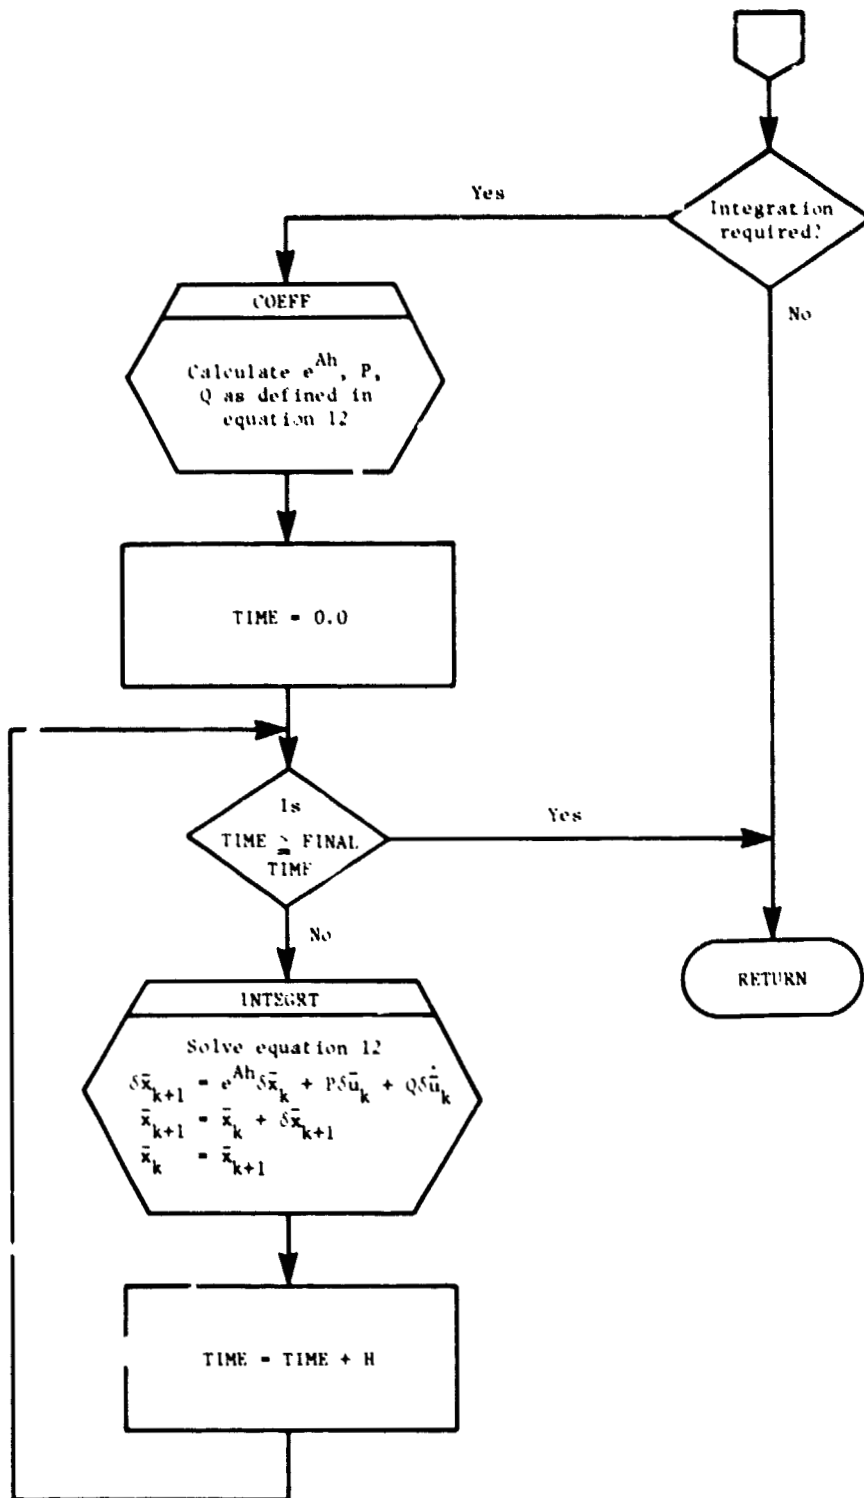 Integration
required?
Yes
No
COEFF
Calculate e^Ah, P,
Q as defined in
equation 12
TIME = 0.0
Is
TIME ≥ FINAL
TIME
Yes
No
RETURN
INTEGRT
Solve equation 12
δx̄_k+1 = e^Ah δx̄_k + Pδū_k + Qδū̇_k
x̄_k+1 = x̄_k + δx̄_k+1
x̄_k = x̄_k+1
TIME = TIME + H